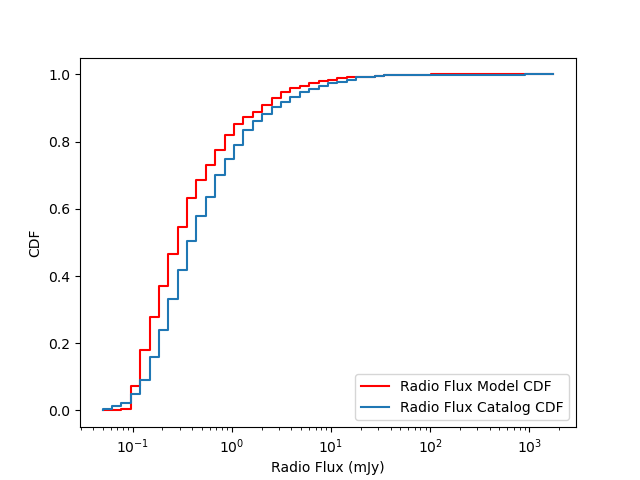 1.0
0.8
0.6
0.4
0.2
0.0
CDF
Radio Flux Model CDF
Radio Flux Catalog CDF
10⁻¹ 10⁰ 10¹ 10² 10³
Radio Flux (mJy)